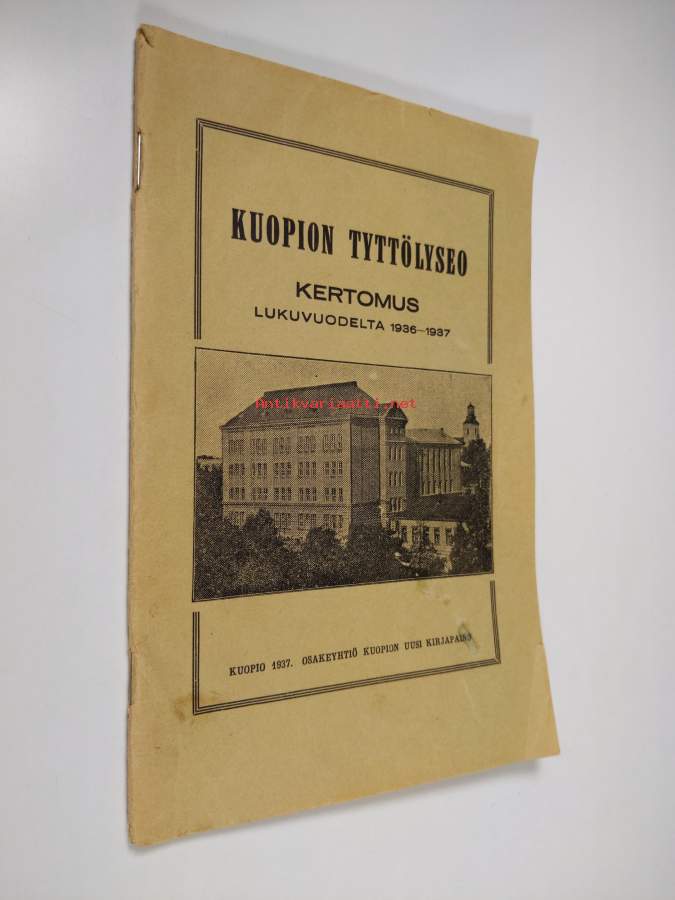 KUOPION TYTTÖLYSEO
KERTOMUS
LUKUVUODELTA 1936—1937
Antikvariaatti.net
KUOPIO 1937. OSAKEYHTIÖ KUOPION UUSI KIRJAPAINO